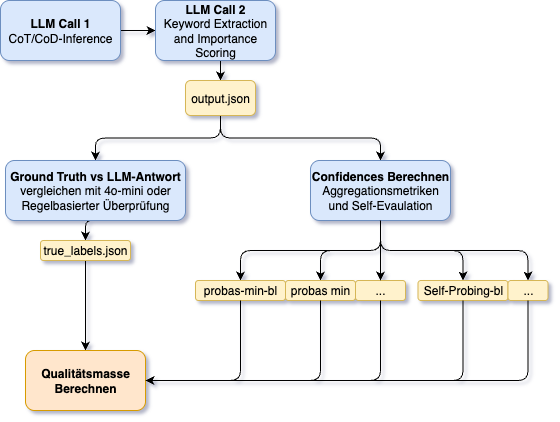 LLM Call 1
CoT/CoD-Inference
LLM Call 2
Keyword Extraction
and Importance
Scoring
output.json
Ground Truth vs LLM-Antwort
vergleichen mit 4o-mini oder
Regelbasierter Überprüfung
Confidences Berechnen
Aggregationsmetriken
und Self-Evaulation
true_labels.json
probas-min-bl
probas min
...
Self-Probing-bl
...
Qualitätsmasse
Berechnen